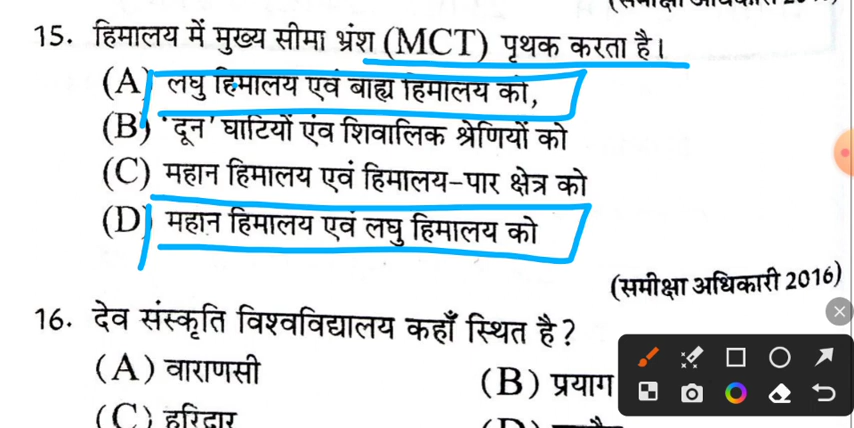 15. हिमालय में मुख्य सीमा भ्रंश (MCT) पृथक करता है।
(A) लघु हिमालय एवं बाह्य हिमालय को,
(B) 'दून' घाटियों एंव शिवालिक श्रेणियों को
(C) महान हिमालय एवं हिमालय-पार क्षेत्र को
(D) महान हिमालय एवं लघु हिमालय को
(समीक्षा अधिकारी 2016)
16. देव संस्कृति विश्वविद्यालय कहाँ स्थित है?
(A) वाराणसी
(B) प्रयाग
(C) हरिद्वार